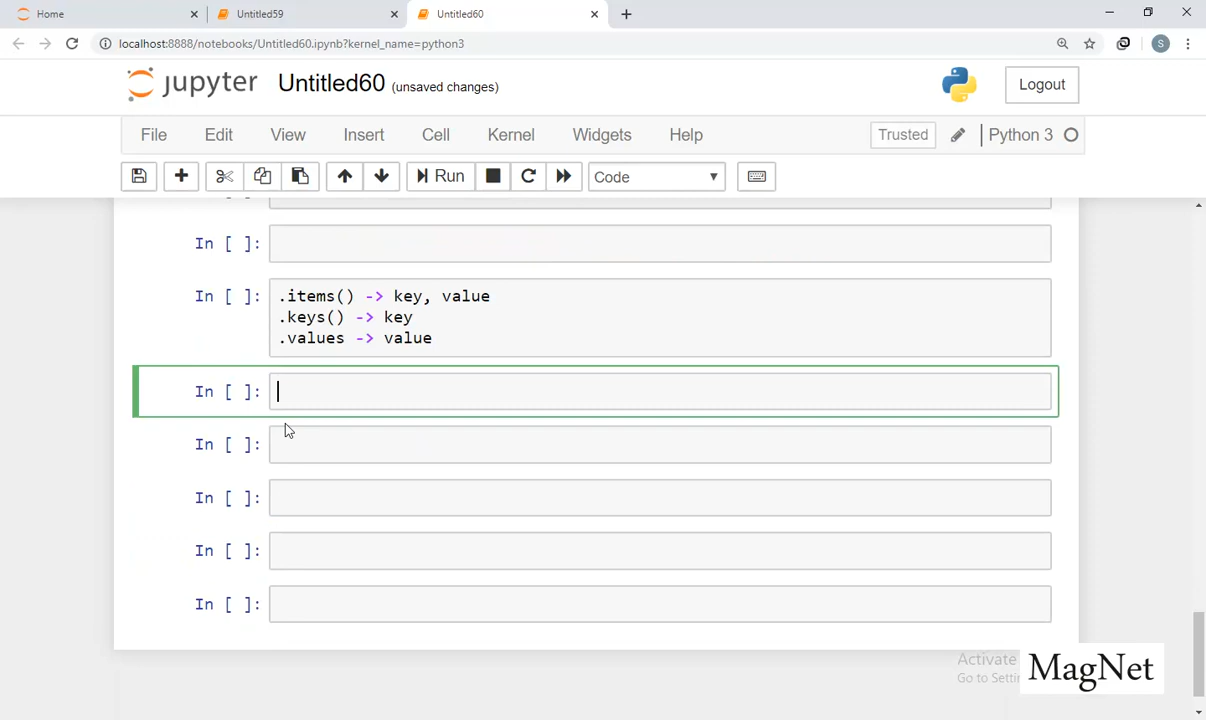 Home
Untitled59
Untitled60
localhost:8888/notebooks/Untitled60.ipynb?kernel_name=python3
S
jupyter Untitled60 (unsaved changes)
Logout
File Edit View Insert Cell Kernel Widgets Help
Trusted
Python 3
Run
Code
In [ ]:
In [ ]:
.items() -> key, value
.keys() -> key
.values -> value
In [ ]:
In [ ]:
In [ ]:
In [ ]:
In [ ]:
Activate
Go to Settin
MagNet